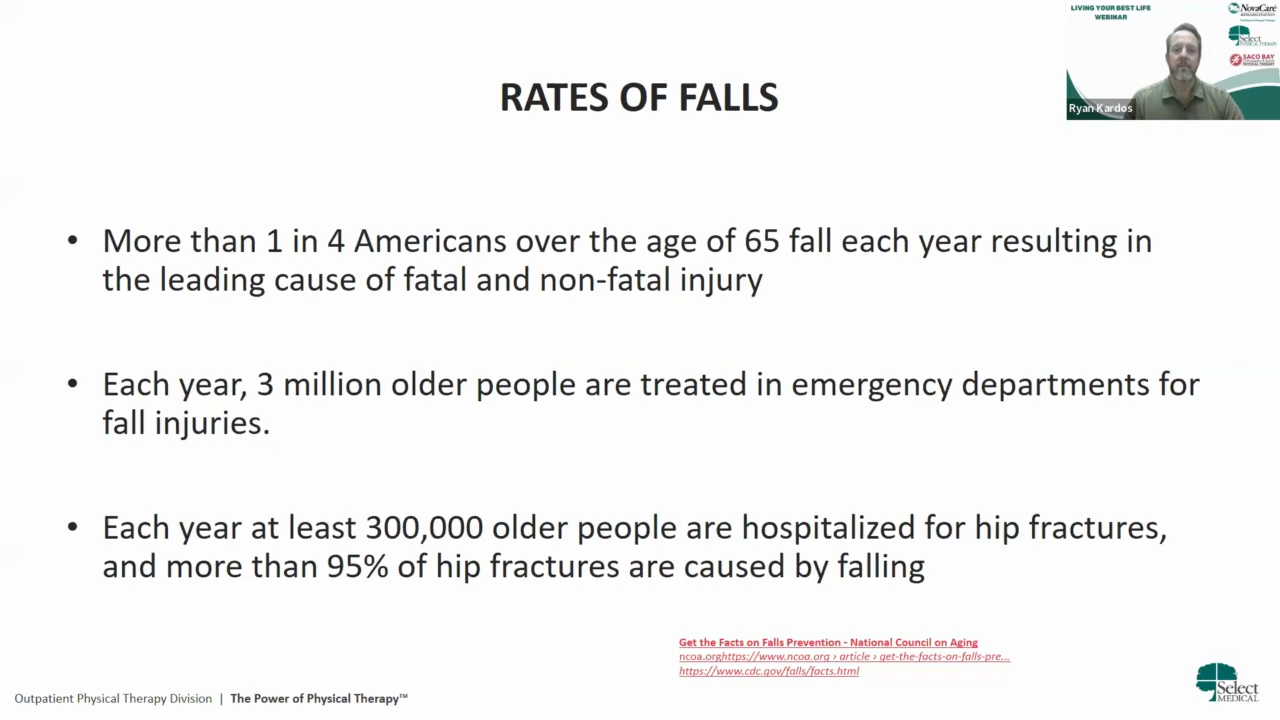 LIVING YOUR BEST LIFE
WEBINAR
NovaCare
REHABILITATION
Select
PHYSICAL THERAPY
SACO BAY
PHYSICAL THERAPY
Ryan Kardos
RATES OF FALLS
• More than 1 in 4 Americans over the age of 65 fall each year resulting in
the leading cause of fatal and non-fatal injury
• Each year, 3 million older people are treated in emergency departments for
fall injuries.
• Each year at least 300,000 older people are hospitalized for hip fractures,
and more than 95% of hip fractures are caused by falling
Get the Facts on Falls Prevention - National Council on Aging
ncoa.orghttps://www.ncoa.org › article › get-the-facts-on-falls-pre...
https://www.cdc.gov/falls/facts.html
Outpatient Physical Therapy Division | The Power of Physical Therapy™
Select
MEDICAL